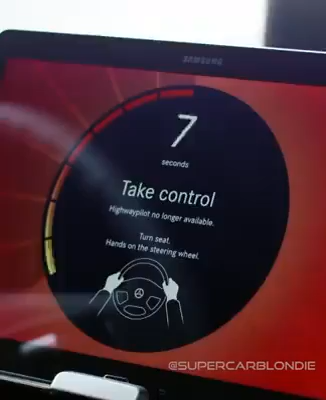 SAMSUNG
7
seconds
Take control
Highwaypilot no longer available.
Turn seat.
Hands on the steering wheel.
@SUPERCARBLONDIE